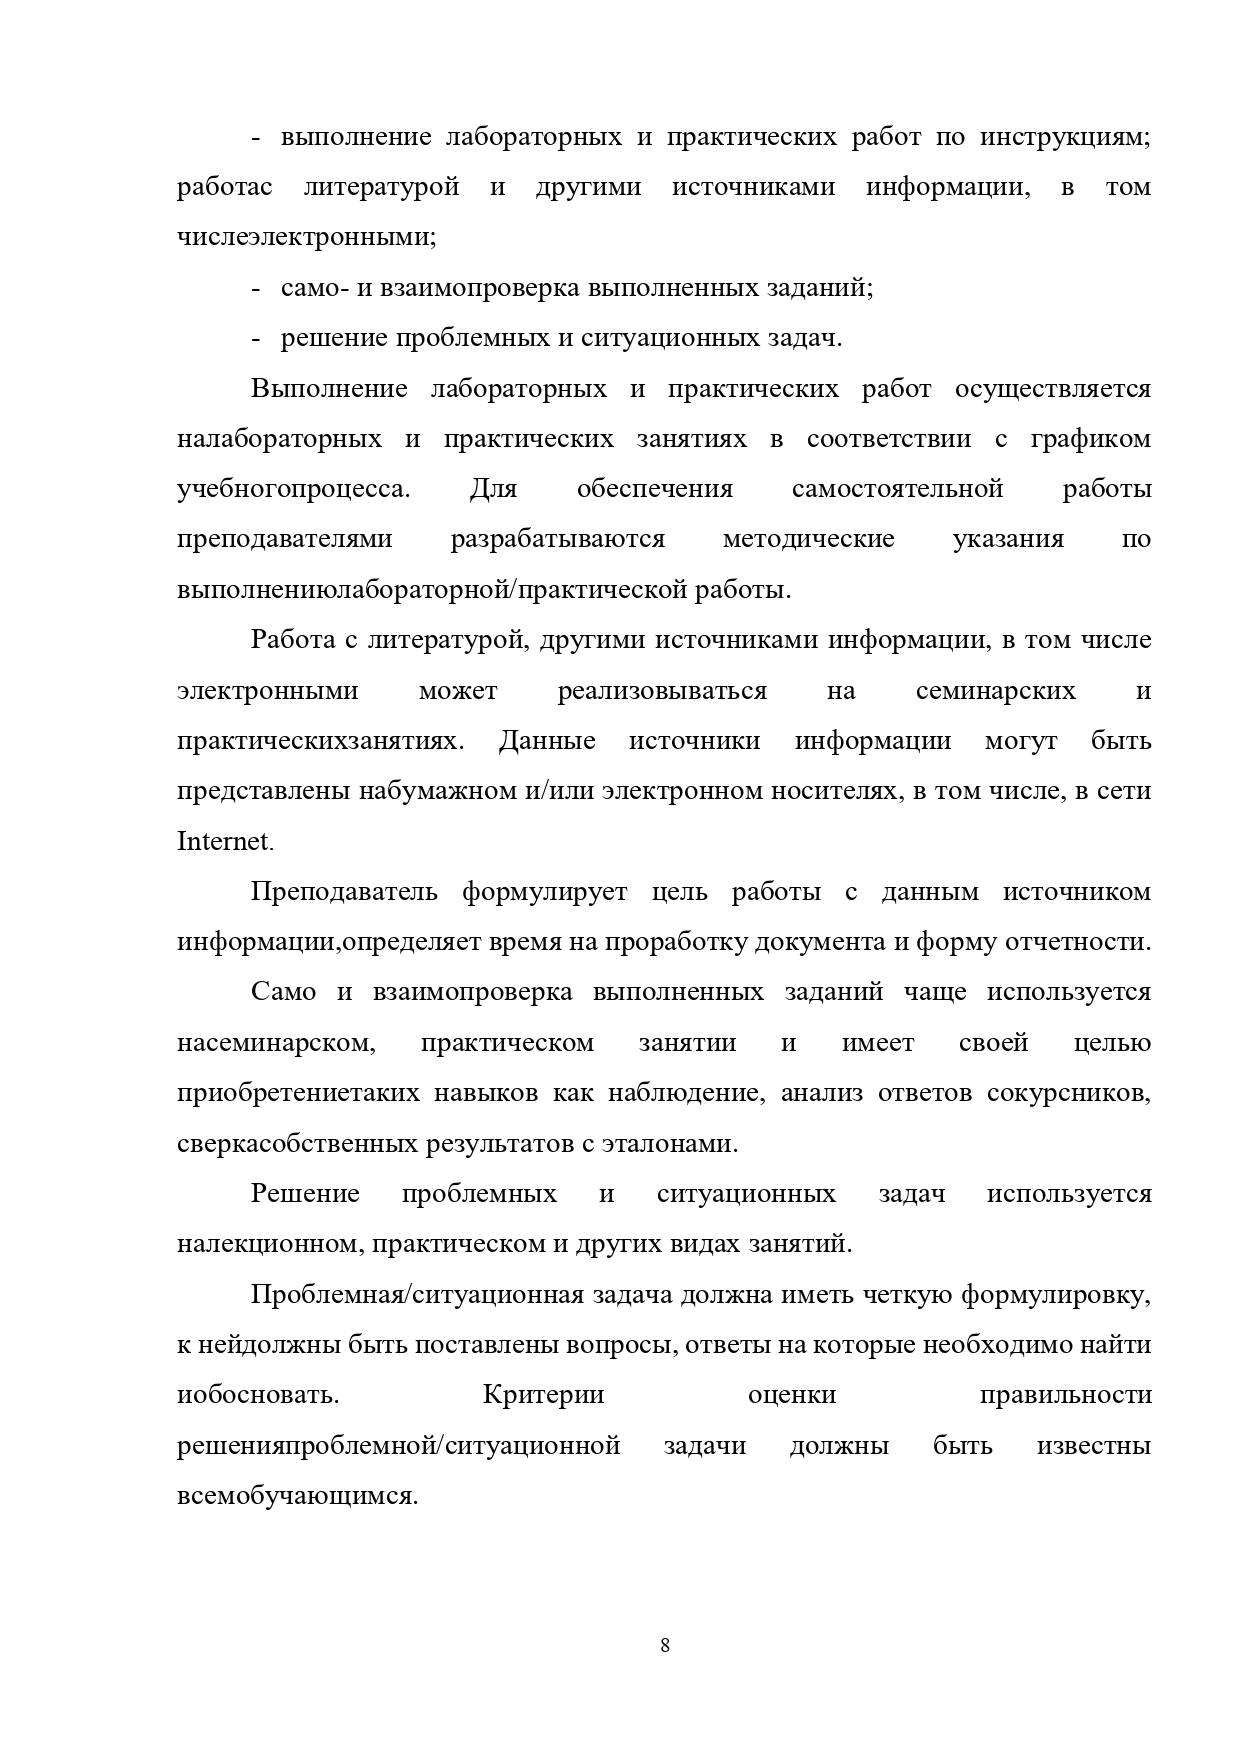 - выполнение лабораторных и практических работ по инструкциям;
работас литературой и другими источниками информации, в том
числеэлектронными;
- само- и взаимопроверка выполненных заданий;
- решение проблемных и ситуационных задач.
Выполнение лабораторных и практических работ осуществляется
налабораторных и практических занятиях в соответствии с графиком
учебногопроцесса. Для обеспечения самостоятельной работы
преподавателями разрабатываются методические указания по
выполнениюлабораторной/практической работы.
Работа с литературой, другими источниками информации, в том числе
электронными может реализовываться на семинарских и
практическихзанятиях. Данные источники информации могут быть
представлены набумажном и/или электронном носителях, в том числе, в сети
Internet.
Преподаватель формулирует цель работы с данным источником
информации,определяет время на проработку документа и форму отчетности.
Само и взаимопроверка выполненных заданий чаще используется
насеминарском, практическом занятии и имеет своей целью
приобретениетаких навыков как наблюдение, анализ ответов сокурсников,
сверкасобственных результатов с эталонами.
Решение проблемных и ситуационных задач используется
налекционном, практическом и других видах занятий.
Проблемная/ситуационная задача должна иметь четкую формулировку,
к нейдолжны быть поставлены вопросы, ответы на которые необходимо найти
иобосновать. Критерии оценки правильности
решенияпроблемной/ситуационной задачи должны быть известны
всемобучающимся.
8